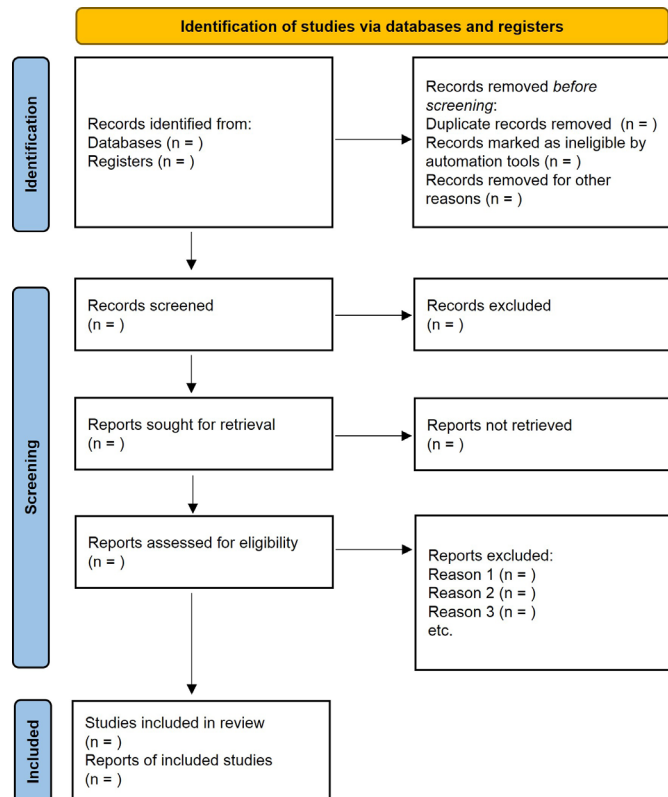 Identification of studies via databases and registers
Identification
Records identified from:
Databases (n = )
Registers (n = )
Records removed before
screening:
Duplicate records removed (n = )
Records marked as ineligible by
automation tools (n = )
Records removed for other
reasons (n = )
Screening
Records screened
(n = )
Records excluded
(n = )
Reports sought for retrieval
(n = )
Reports not retrieved
(n = )
Reports assessed for eligibility
(n = )
Reports excluded:
Reason 1 (n = )
Reason 2 (n = )
Reason 3 (n = )
etc.
Included
Studies included in review
(n = )
Reports of included studies
(n = )